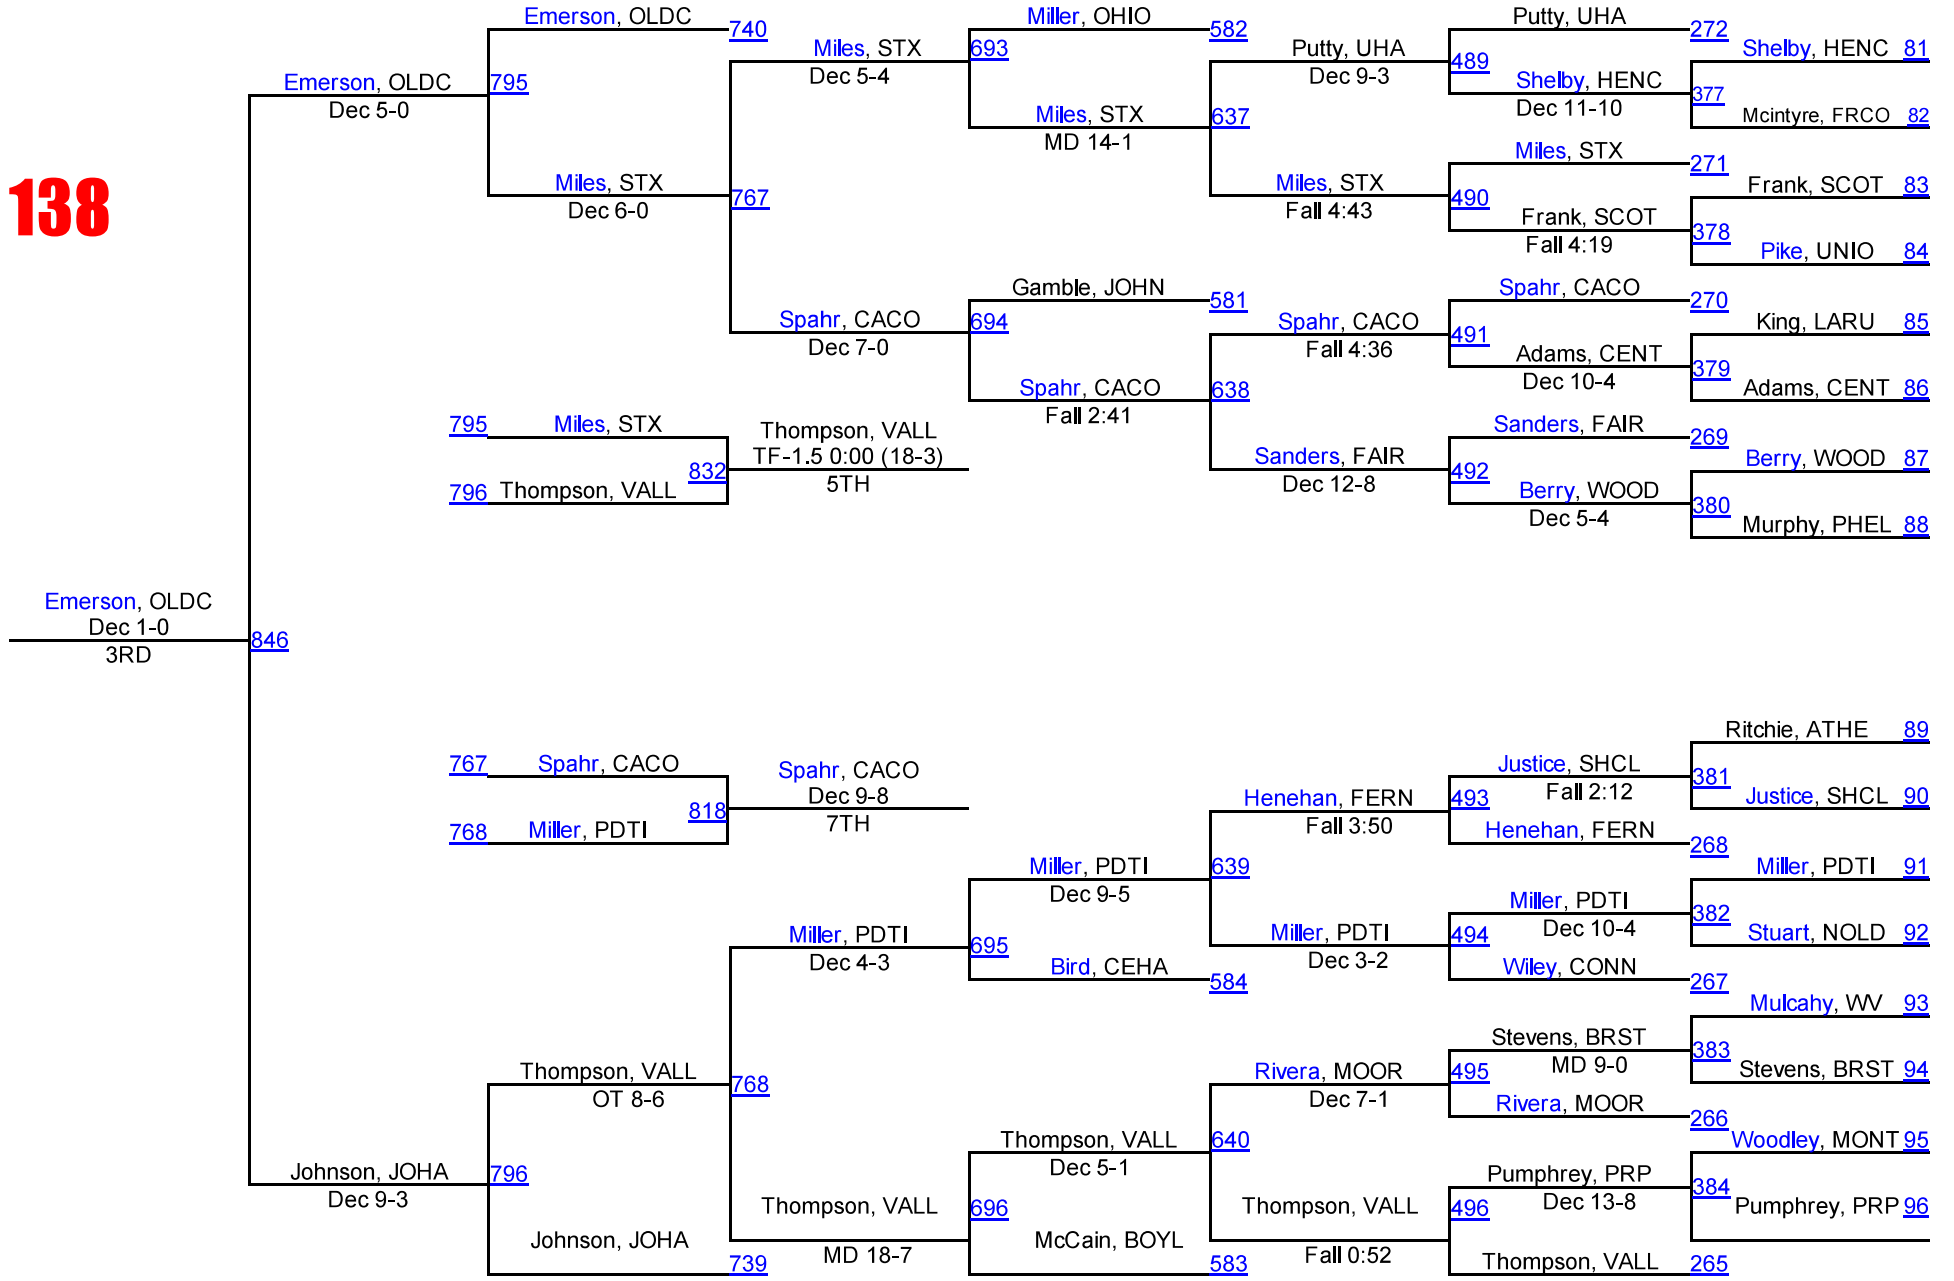 138
Emerson, OLDC
Dec 1-0
3RD
846
Emerson, OLDC
Dec 5-0
795
Johnson, JOHA
Dec 9-3
796
Emerson, OLDC
740
Miles, STX
Dec 6-0
767
795
Miles, STX
832
796
Thompson, VALL
Thompson, VALL
TF-1.5 0:00 (18-3)
5TH
767
Spahr, CACO
818
768
Miller, PDTI
Spahr, CACO
Dec 9-8
7TH
Thompson, VALL
OT 8-6
768
Johnson, JOHA
739
Miles, STX
Dec 5-4
693
Spahr, CACO
Dec 7-0
694
Miller, PDTI
Dec 4-3
695
Thompson, VALL
MD 18-7
696
Miller, OHIO
582
Miles, STX
MD 14-1
637
Gamble, JOHN
581
Spahr, CACO
Fall 2:41
638
Miller, PDTI
Dec 9-5
639
Bird, CEHA
584
Thompson, VALL
Dec 5-1
640
McCain, BOYL
583
Putty, UHA
Dec 9-3
489
Miles, STX
Fall 4:43
490
Spahr, CACO
Fall 4:36
491
Sanders, FAIR
Dec 12-8
492
Henehan, FERN
Fall 3:50
493
Miller, PDTI
Dec 3-2
494
Rivera, MOOR
Dec 7-1
495
Thompson, VALL
Fall 0:52
496
Putty, UHA
272
Shelby, HENC
Dec 11-10
377
Miles, STX
271
Frank, SCOT
Fall 4:19
378
Spahr, CACO
270
Adams, CENT
Dec 10-4
379
Sanders, FAIR
269
Berry, WOOD
Dec 5-4
380
Justice, SHCL
Fall 2:12
381
Henehan, FERN
268
Miller, PDTI
Dec 10-4
382
Wiley, CONN
267
Stevens, BRST
MD 9-0
383
Rivera, MOOR
266
Pumphrey, PRP
Dec 13-8
384
Thompson, VALL
265
Shelby, HENC 81
Mcintyre, FRCO 82
Frank, SCOT 83
Pike, UNIO 84
King, LARU 85
Adams, CENT 86
Berry, WOOD 87
Murphy, PHEL 88
Ritchie, ATHE 89
Justice, SHCL 90
Miller, PDTI 91
Stuart, NOLD 92
Mulcahy, WV 93
Stevens, BRST 94
Woodley, MONT 95
Pumphrey, PRP 96